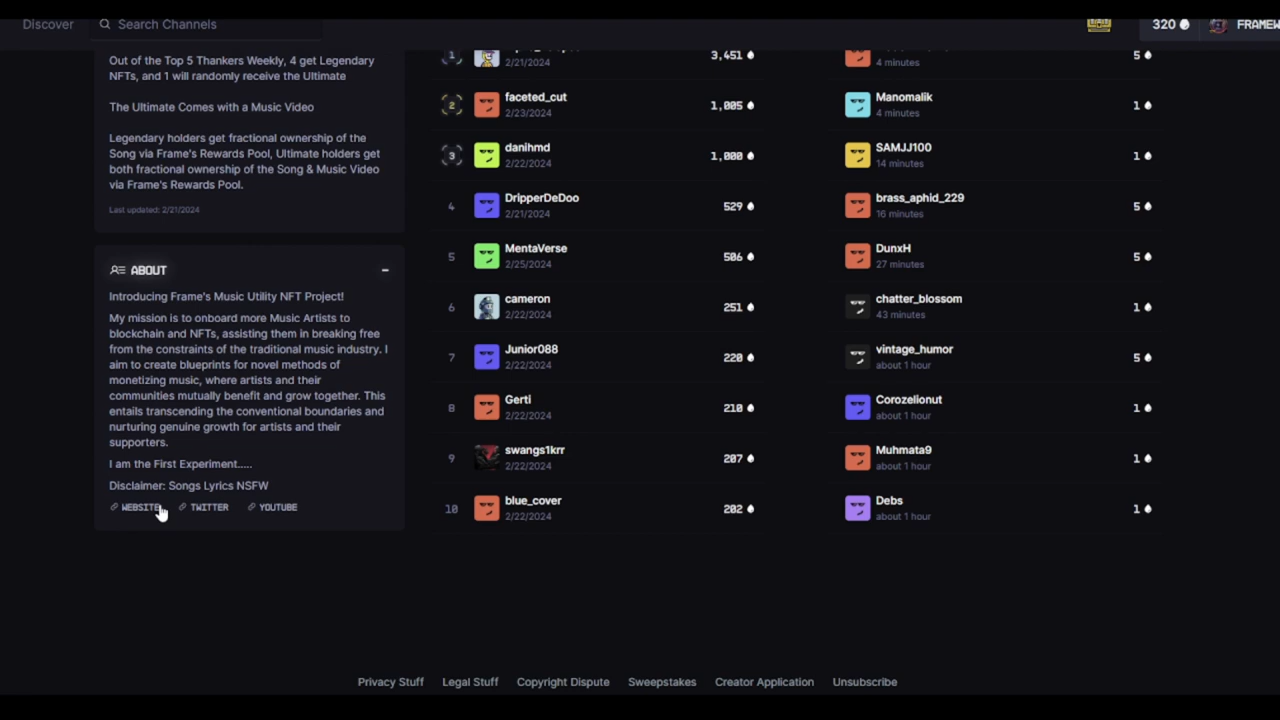 Discover
Search Channels
320
FRAMEW
Out of the Top 5 Thankers Weekly, 4 get Legendary
NFTs, and 1 will randomly receive the Ultimate
The Ultimate Comes with a Music Video
Legendary holders get fractional ownership of the
Song via Frame's Rewards Pool, Ultimate holders get
both fractional ownership of the Song & Music Video
via Frame's Rewards Pool.
Last updated: 2/21/2024
ABOUT
Introducing Frame's Music Utility NFT Project!
My mission is to onboard more Music Artists to
blockchain and NFTs, assisting them in breaking free
from the constraints of the traditional music industry. I
aim to create blueprints for novel methods of
monetizing music, where artists and their
communities mutually benefit and grow together. This
entails transcending the conventional boundaries and
nurturing genuine growth for artists and their
supporters.
I am the First Experiment.....
Disclaimer: Songs Lyrics NSFW
WEBSITE TWITTER YOUTUBE
1
2/21/2024
3,451
2 faceted_cut 1,005
2/23/2024
3 danihmd 1,000
2/22/2024
4 DripperDeDoo 529
2/21/2024
5 MentaVerse 506
2/25/2024
6 cameron 251
2/22/2024
7 Junior088 220
2/22/2024
8 Gerti 210
2/22/2024
9 swangs1krr 207
2/22/2024
10 blue_cover 202
2/22/2024
4 minutes
5
Manomalik 1
4 minutes
SAMJJ100 1
14 minutes
brass_aphid_229 5
16 minutes
DunxH 5
27 minutes
chatter_blossom 1
43 minutes
vintage_humor 5
about 1 hour
Corozelionut 1
about 1 hour
Muhmata9 1
about 1 hour
Debs 1
about 1 hour
Privacy Stuff Legal Stuff Copyright Dispute Sweepstakes Creator Application Unsubscribe